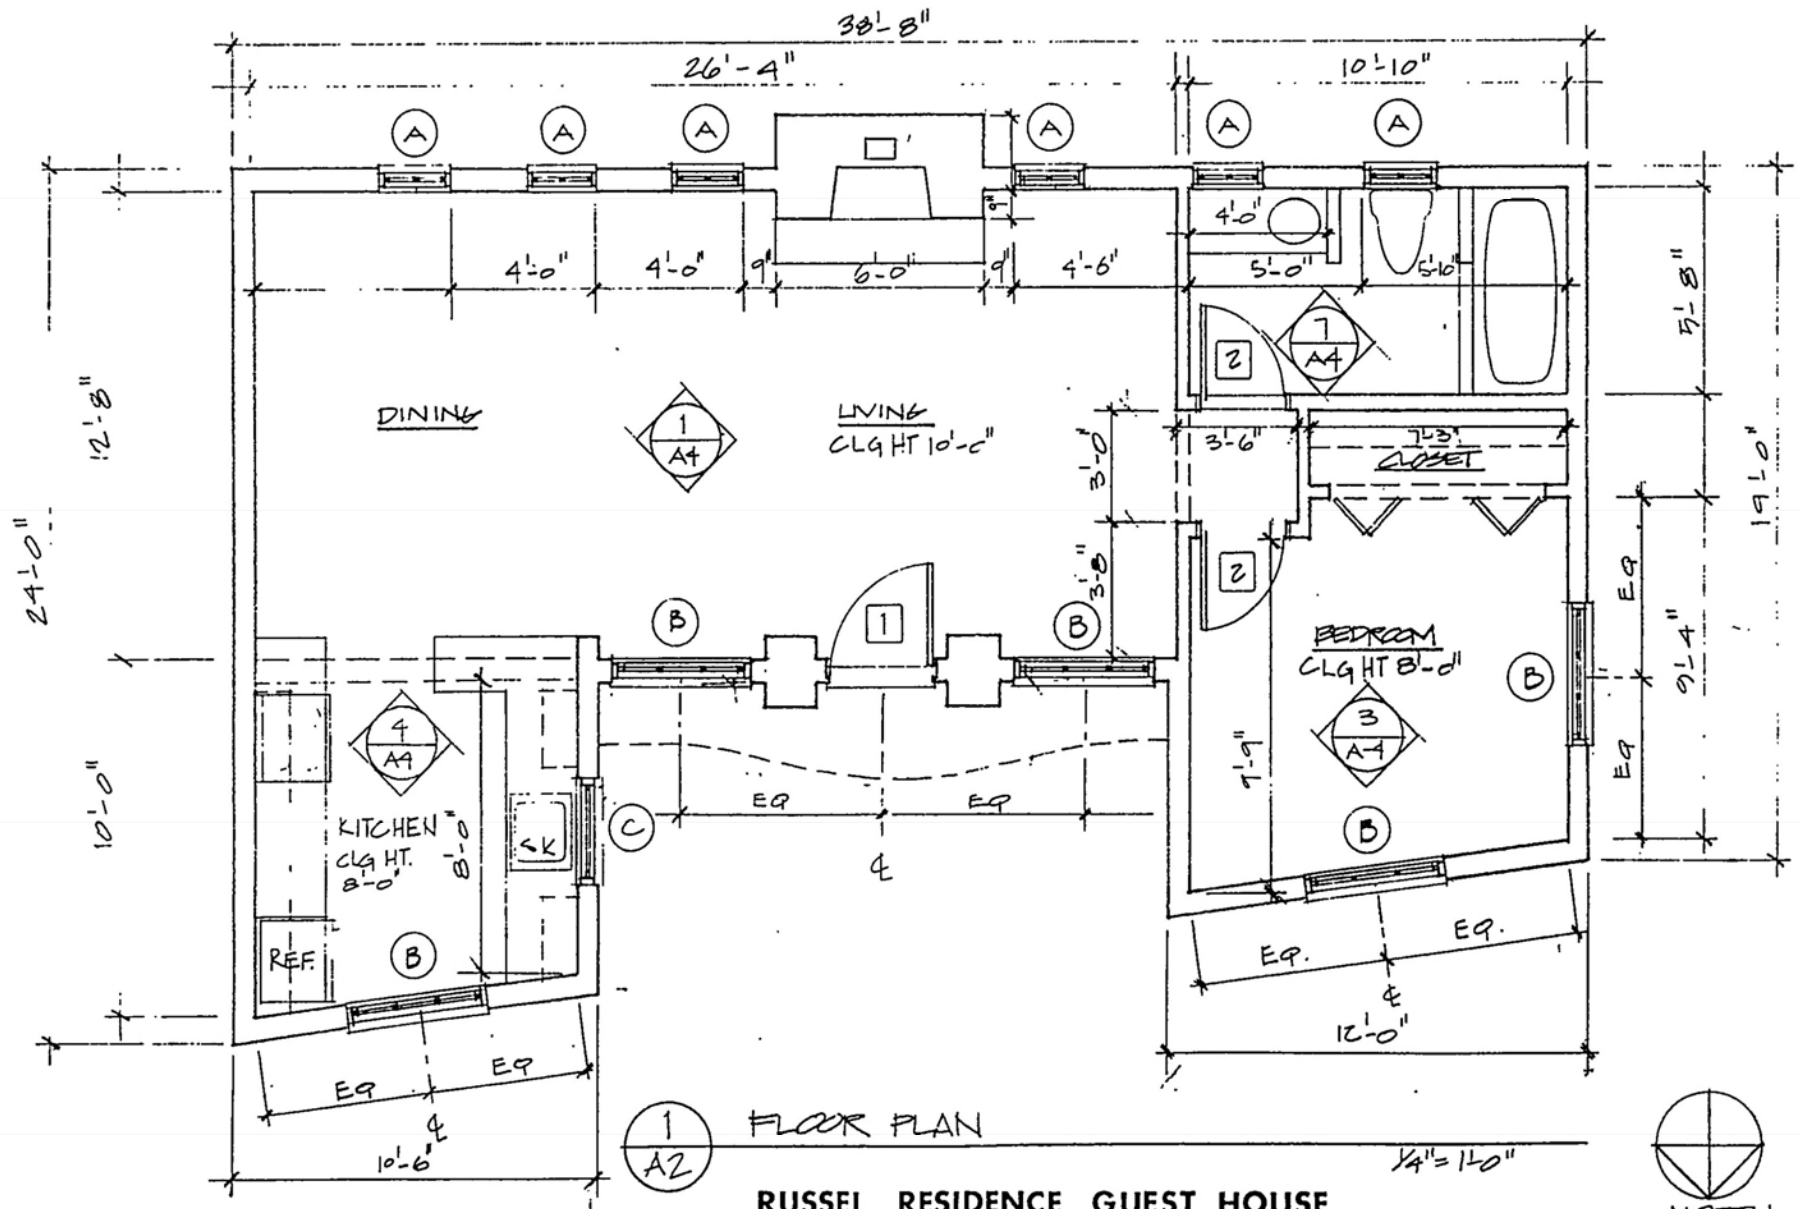 38'-8"
26'-4"
10'-10"
A A A A A A
9"
4'-0"
4'-0" 4'-0" 9" 6'-0" 9" 4'-6" 5'-0" 5'-10"
5'-8"
7
A4
2
12'-8"
DINING
1
A4
LIVING
CLG HT 10'-0"
3'-0"
3'-6"
7'-3"
CLOSET
19'-0"
24'-0"
3'-8"
2
EQ
B
1
B
BEDROOM
CLG HT 8'-0"
B
9'-4"
4
A4
3
A-4
9'-9"
EQ
10'-0"
KITCHEN
CLG HT.
8'-0"
8'-0"
SK
C
EQ EQ
B
REF.
B
EQ. EQ.
12'-0"
EQ EQ
10'-6"
1
A2
FLOOR PLAN
1/4" = 1'-0"
RUSSEL RESIDENCE GUEST HOUSE